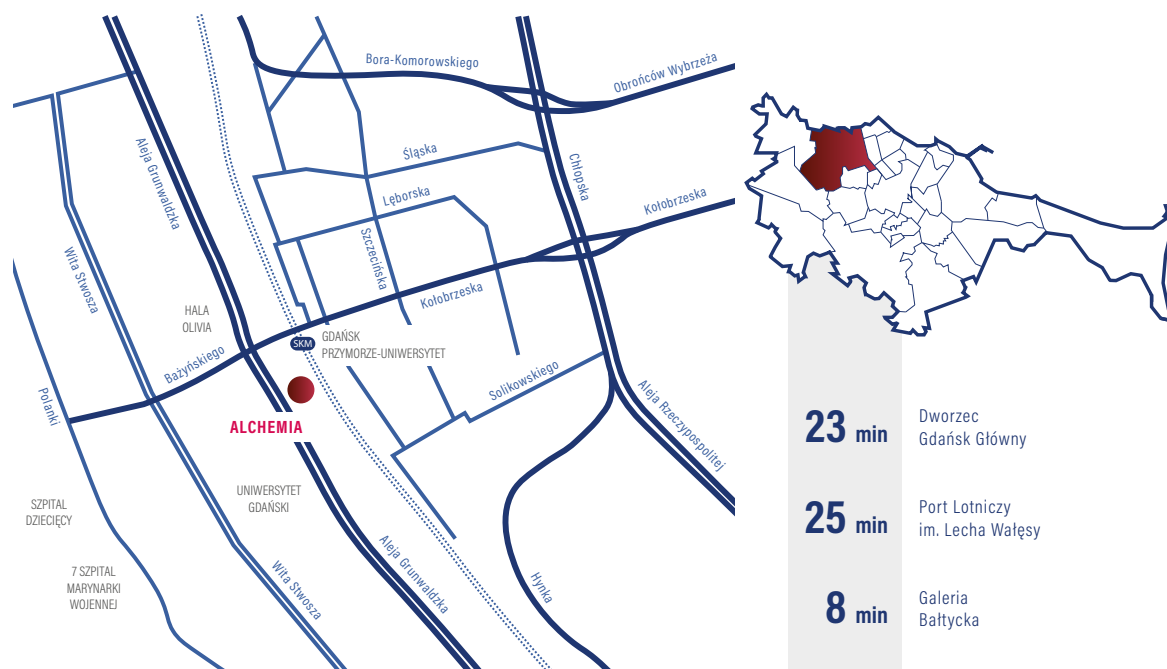 Bora-Komorowskiego
Obrońców Wybrzeża
Aleja Grunwaldzka
Śląska
Chłopska
Lęborska
Kołobrzeska
Szczecińska
Wita Stwosza
Kołobrzeska
HALA
OLIVIA
SKM
GDAŃSK
PRZYMORZE-UNIWERSYTET
Bażyńskiego
Solikowskiego
Polanki
Aleja Rzeczypospolitej
ALCHEMIA
UNIWERSYTET
GDAŃSKI
SZPITAL
DZIECIĘCY
7 SZPITAL
MARYNARKI
WOJENNEJ
Wita Stwosza
Aleja Grunwaldzka
Hynka
23 min
Dworzec
Gdańsk Główny
25 min
Port Lotniczy
im. Lecha Wałęsy
8 min
Galeria
Bałtycka